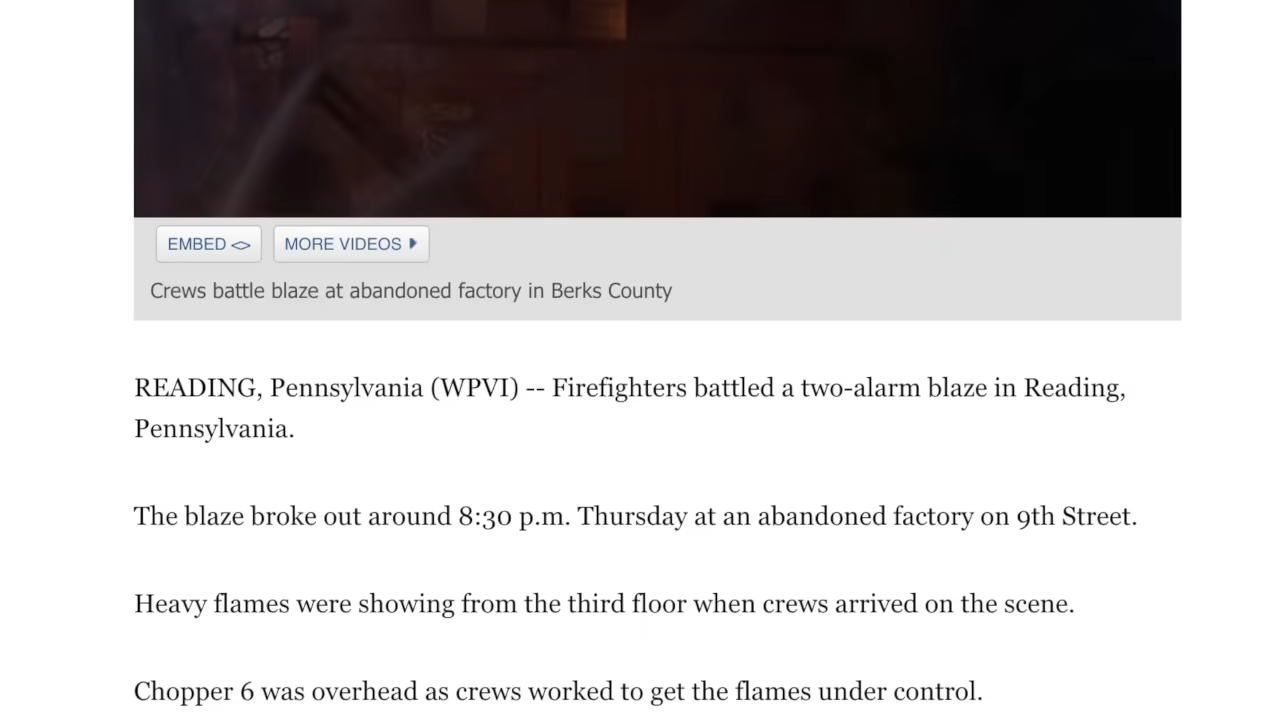 EMBED <>
MORE VIDEOS
Crews battle blaze at abandoned factory in Berks County
READING, Pennsylvania (WPVI) -- Firefighters battled a two-alarm blaze in Reading,
Pennsylvania.
The blaze broke out around 8:30 p.m. Thursday at an abandoned factory on 9th Street.
Heavy flames were showing from the third floor when crews arrived on the scene.
Chopper 6 was overhead as crews worked to get the flames under control.